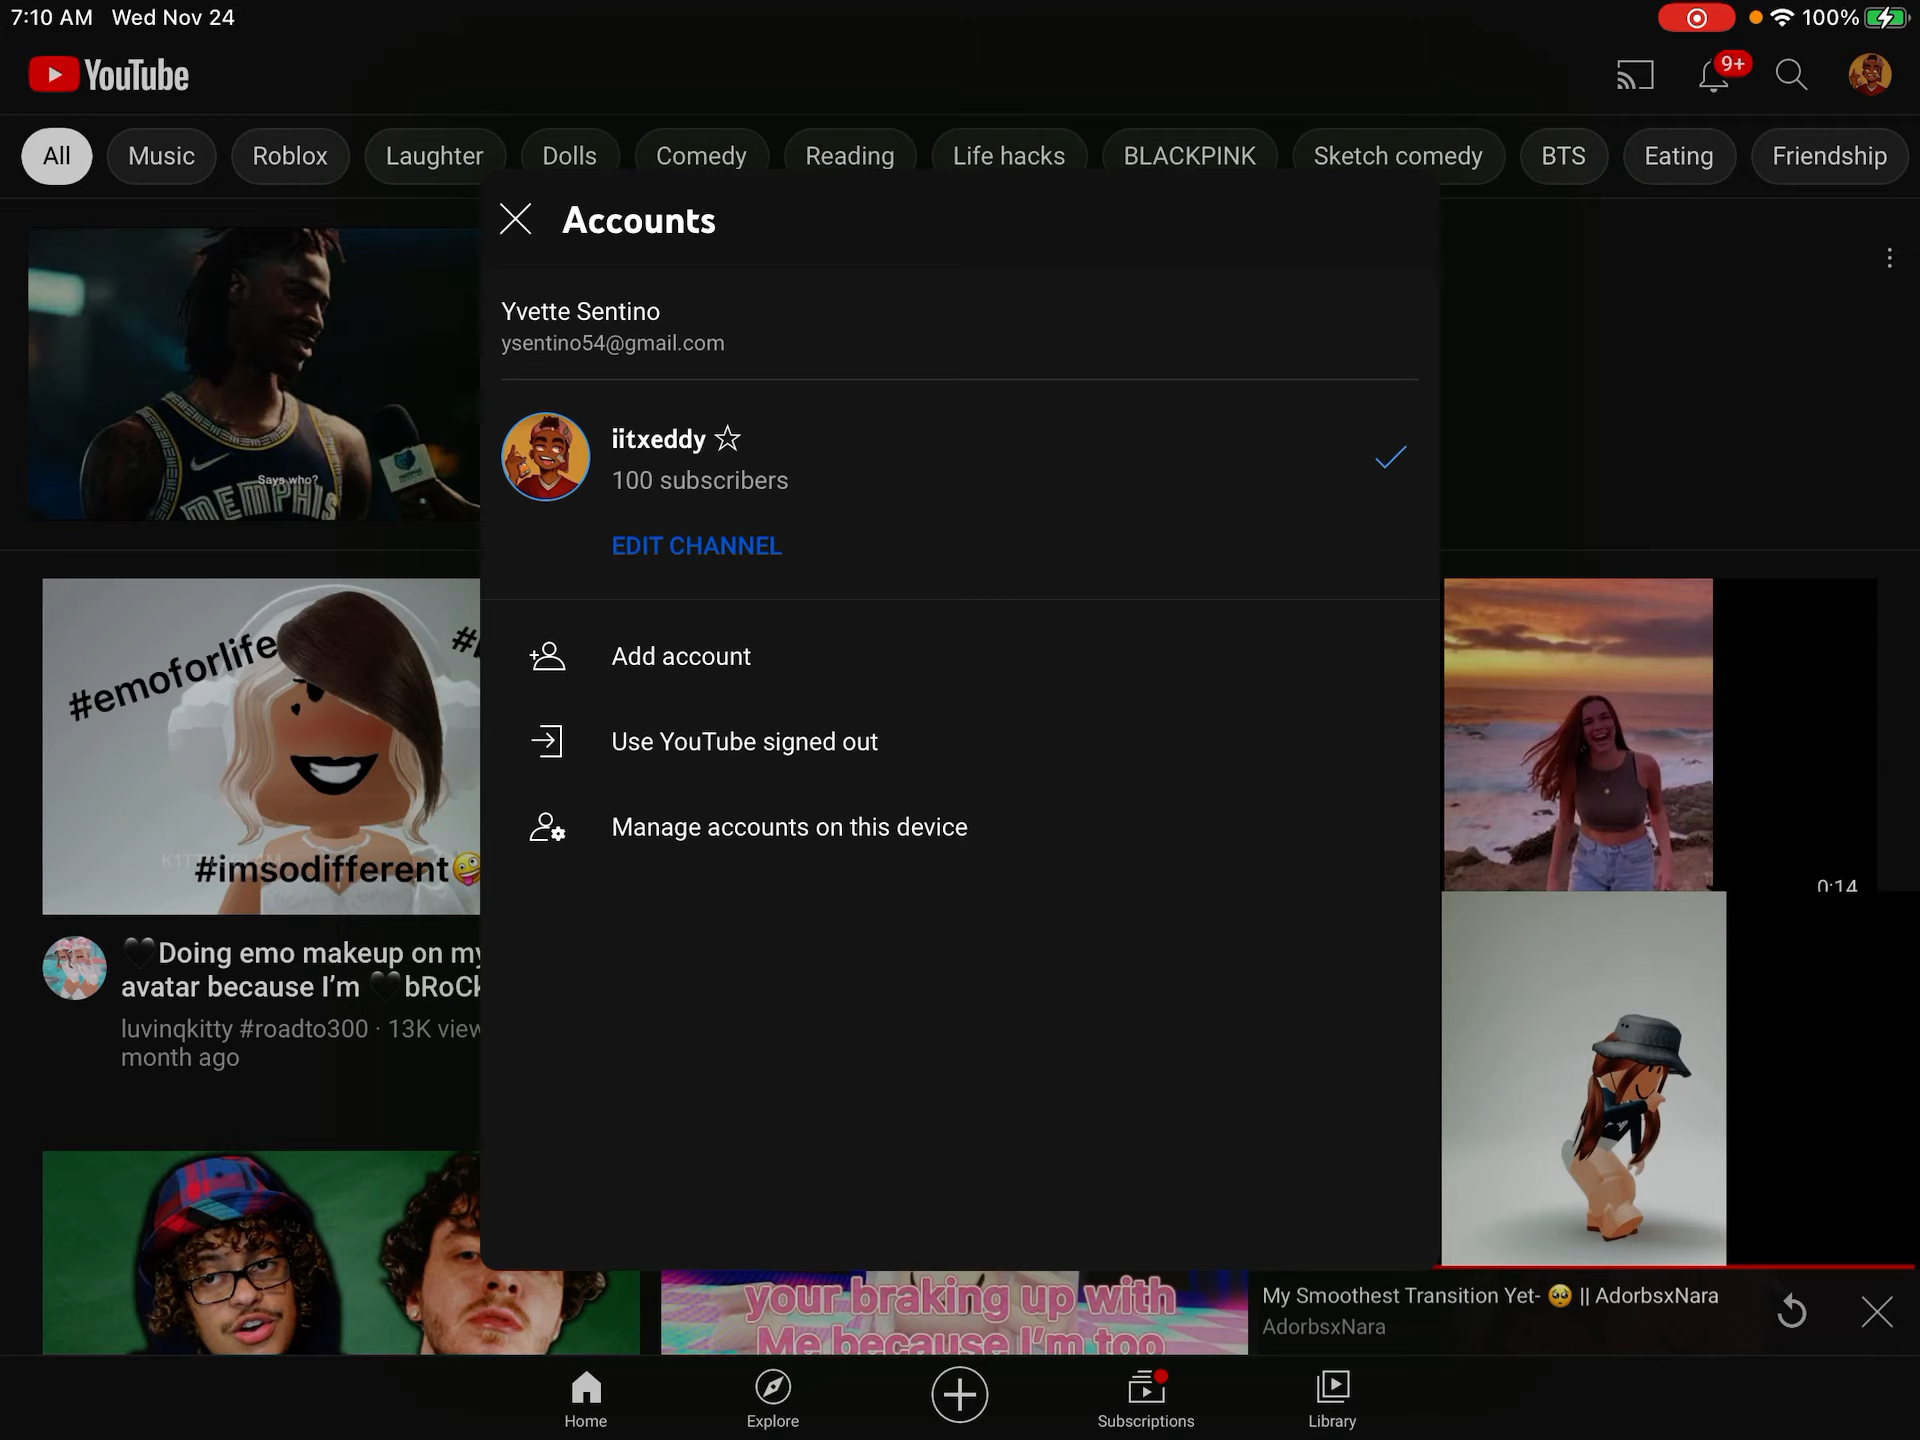 7:10 AM Wed Nov 24
100%
YouTube
9+
All
Music
Roblox
Laughter
Dolls
Comedy
Reading
Life hacks
BLACKPINK
Sketch comedy
BTS
Eating
Friendship
Accounts
Yvette Sentino
ysentino54@gmail.com
iitxeddy ☆
100 subscribers
EDIT CHANNEL
Add account
Use YouTube signed out
Manage accounts on this device
Says who?
MEMPHIS
#emoforlife
#imsodifferent🤪
🖤Doing emo makeup on my
avatar because I'm 🖤bRoCk
luvinqkitty #roadto300 · 13K view
month ago
0:14
your braking up with
Me because I'm too
My Smoothest Transition Yet- 🥺 || AdorbsxNara
AdorbsxNara
Home
Explore
Subscriptions
Library